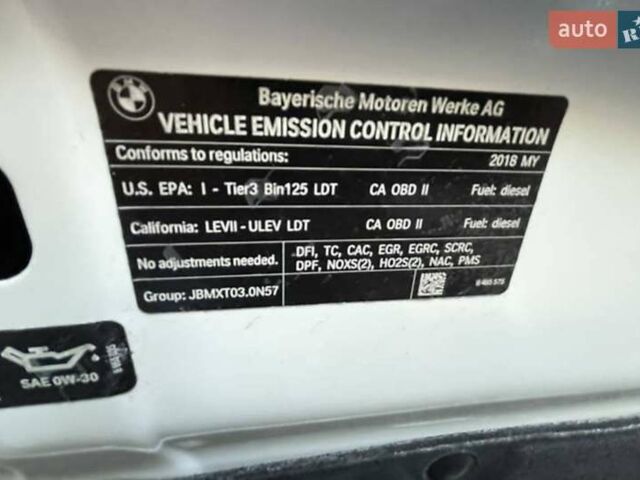 auto
BMW
Bayerische Motoren Werke AG
VEHICLE EMISSION CONTROL INFORMATION
Conforms to regulations: 2018 MY
U.S. EPA: I - Tier3 Bin125 LDT CA OBD II Fuel: diesel
California: LEVII - ULEV LDT CA OBD II Fuel: diesel
No adjustments needed. DFI, TC, CAC, EGR, EGRC, SCRC,
DPF, NOXS(2), HO2S(2), NAC, PMS
Group: JBMXT03.0N57
SAE 0W-30